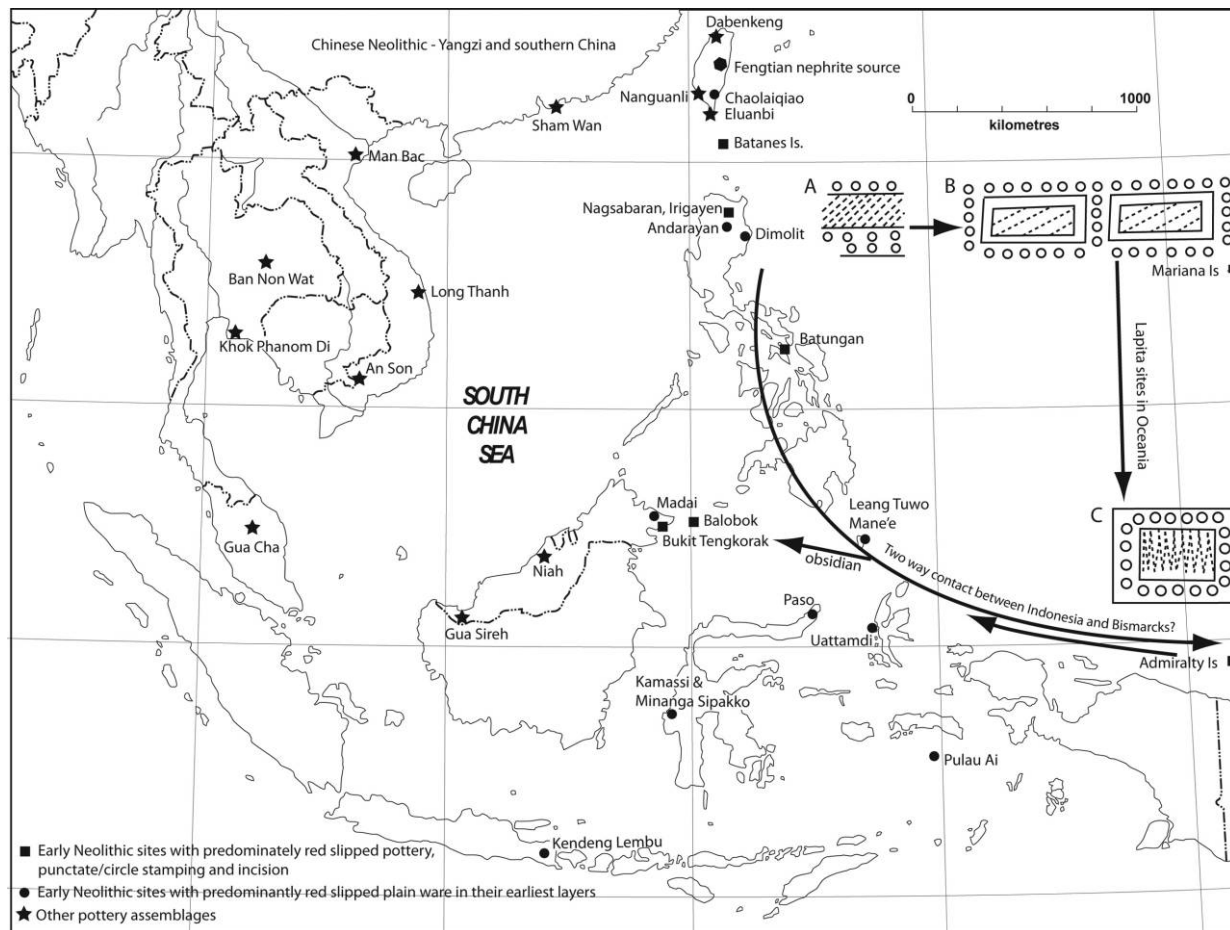 Dabenkeng
Chinese Neolithic - Yangzi and southern China
Fengtian nephrite source
Nanguanli
Chaolaiqiao
Eluanbi
0
1000
kilometres
Sham Wan
Batanes Is.
Man Bac
A
B
Nagsabaran, Irigayen
Andarayan
Dimolit
Mariana Is
Ban Non Wat
Long Thanh
Khok Phanom Di
Batungan
Lapita sites in Oceania
An Son
SOUTH
CHINA
SEA
Madai
Balobok
Bukit Tengkorak
Leang Tuwo
Mane'e
C
Gua Cha
Niah
obsidian
Two way contact between Indonesia and Bismarcks?
Paso
Gua Sireh
Uattamdi
Admiralty Is
Kamassi &
Minanga Sipakko
Pulau Ai
Kendeng Lembu
Early Neolithic sites with predominately red slipped pottery,
punctate/circle stamping and incision
Early Neolithic sites with predominantly red slipped plain ware in their earliest layers
Other pottery assemblages